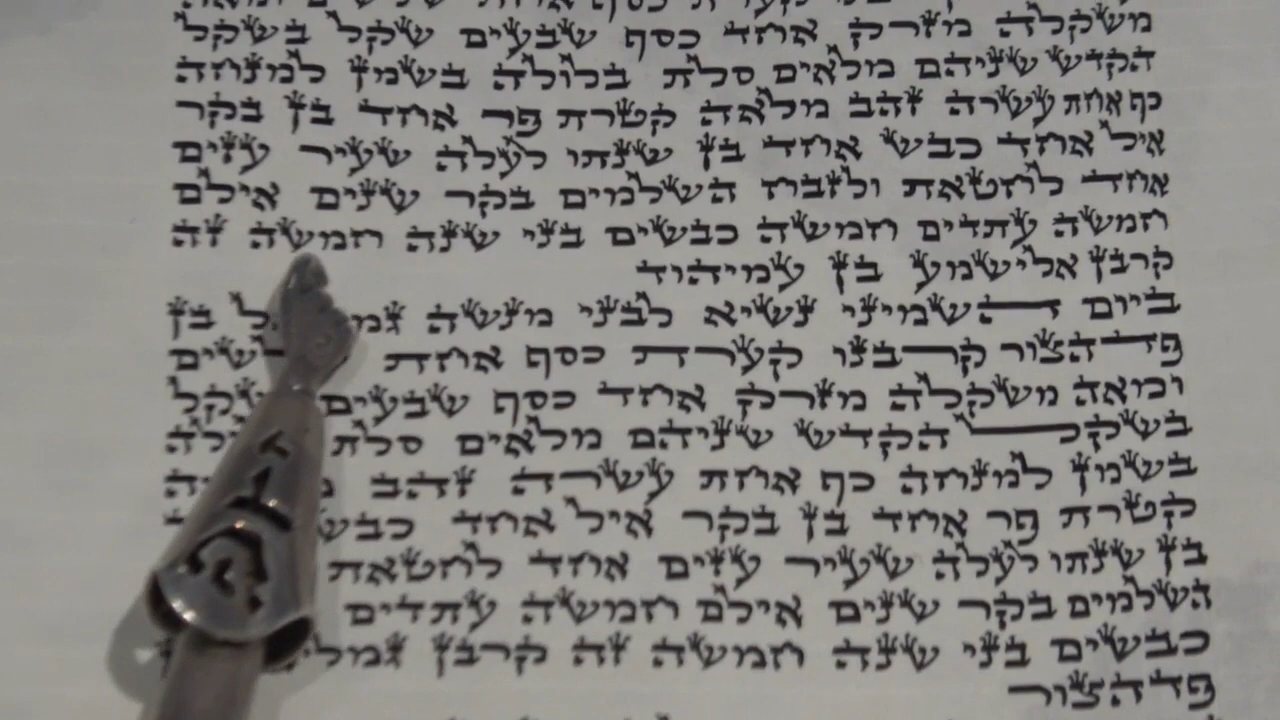 קערת כסף אחת
משקלה מזרק אחד כסף שבעים שקל בשקל
הקדש שניהם מלאים סלת בלולה בשמן למנחה
כף אחת עשרה זהב מלאה קטרת פר אחד בן בקר
איל אחד כבש אחד בן שנתו לעלה שעיר עזים
אחד לחטאת ולזבח השלמים בקר שנים אילם
חמשה עתדים חמשה כבשים בני שנה חמשה זה
קרבן אלישמע בן עמיהוד
ביום השמיני נשיא לבני מנשה בן
פדהצור קרבנו קערת כסף אחת
ומאה משקלה מזרק אחד כסף שבעים שקל
בשקל הקדש שניהם מלאים סלת
בשמן למנחה כף אחת עשרה זהב
קטרת פר אחד בן בקר איל אחד כבש
בן שנתו לעלה שעיר עזים אחד לחטאת
השלמים בקר שנים אילם חמשה עתדים
כבשים בני שנה חמשה זה קרבן
פדהצור